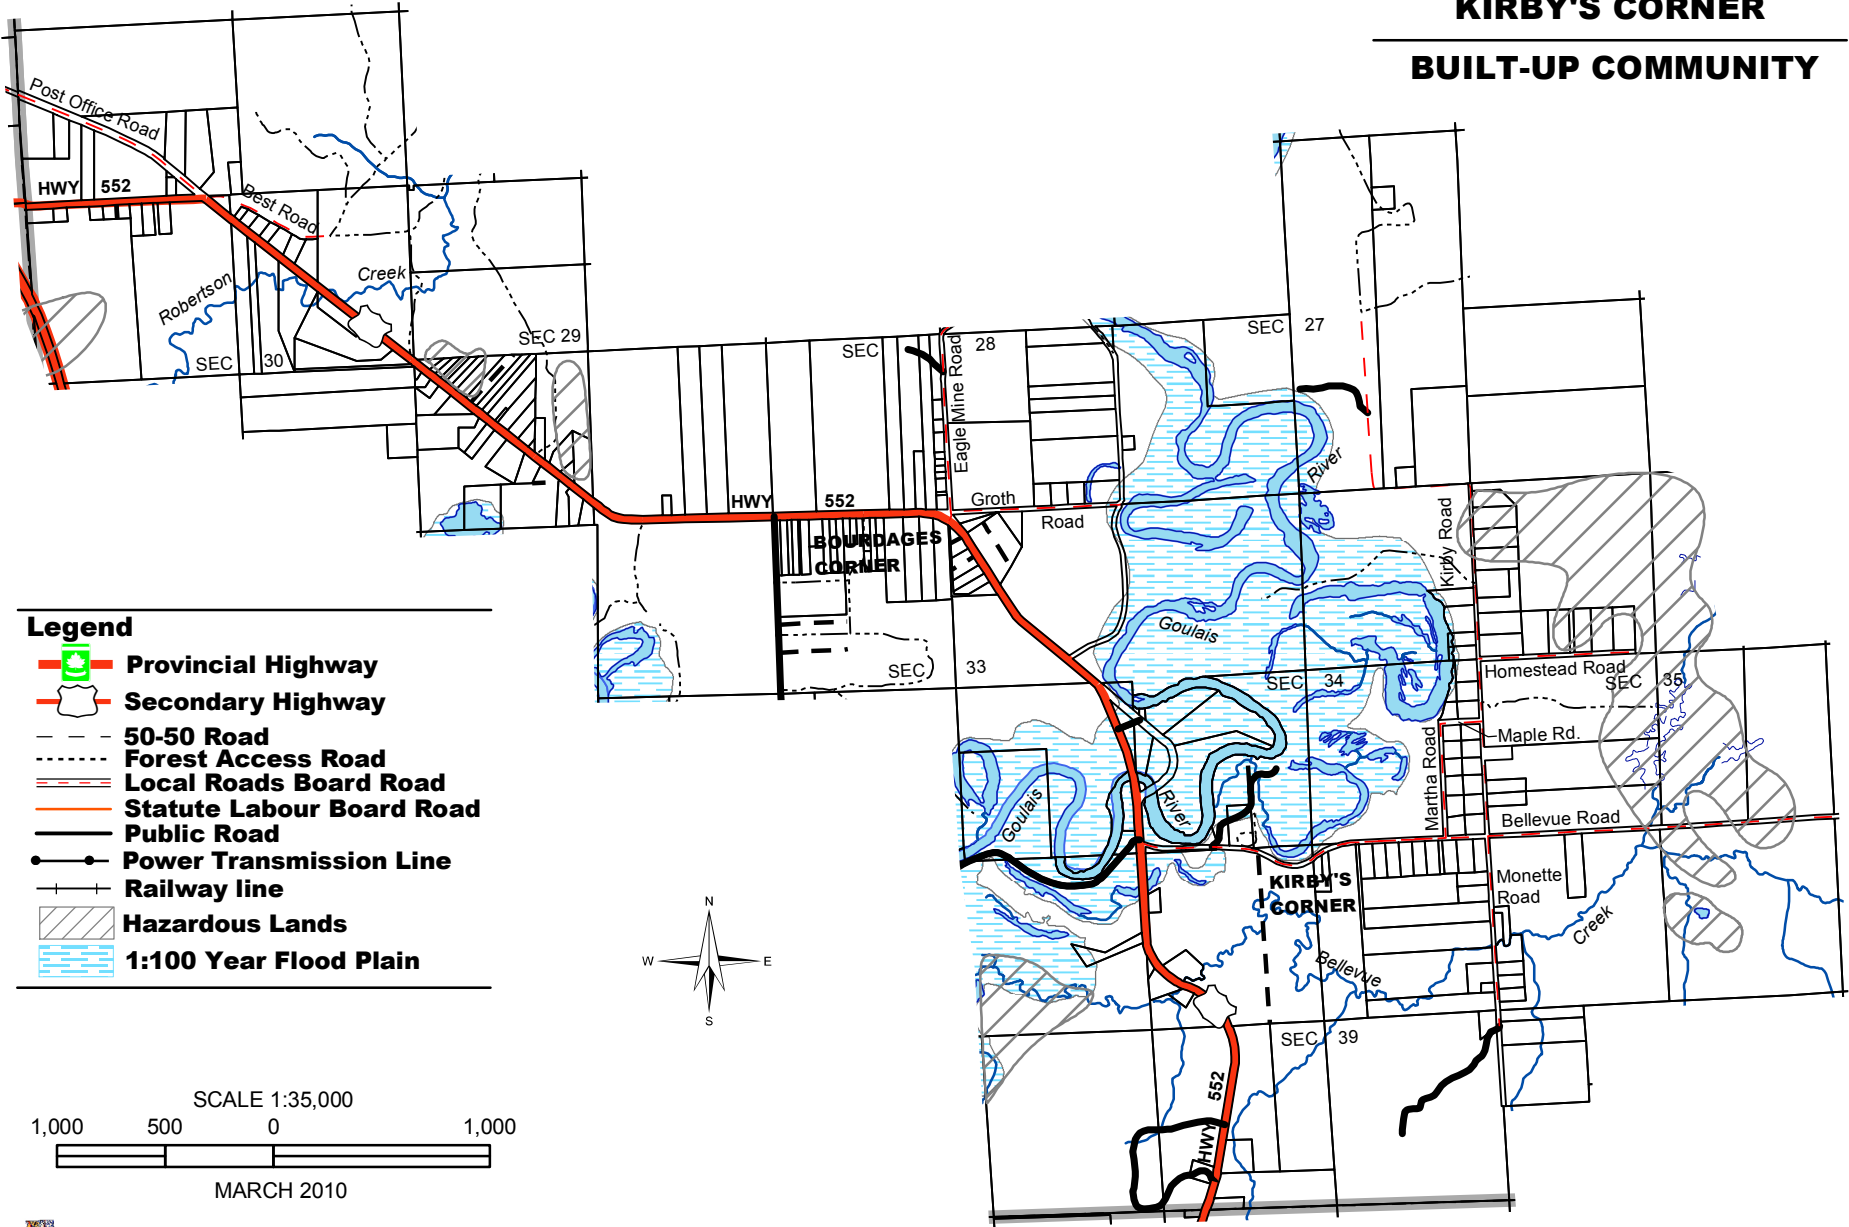 KIRBY'S CORNER
BUILT-UP COMMUNITY
Post Office Road
HWY 552
Best Road
Robertson
Creek
SEC 30
SEC 29
SEC 28
SEC 27
Eagle Mine Road
River
HWY 552
Groth
Road
Kirby Road
BOURDAGES
CORNER
Goulais
SEC 33
SEC 34
Homestead Road
SEC 35
Maple Rd.
Martha Road
Goulais
River
Bellevue Road
KIRBY'S
CORNER
Monette
Road
Creek
Bellevue
SEC 39
HWY 552
Legend
Provincial Highway
Secondary Highway
50-50 Road
Forest Access Road
Local Roads Board Road
Statute Labour Board Road
Public Road
Power Transmission Line
Railway line
Hazardous Lands
1:100 Year Flood Plain
N
W E
S
SCALE 1:35,000
1,000 500 0 1,000
MARCH 2010